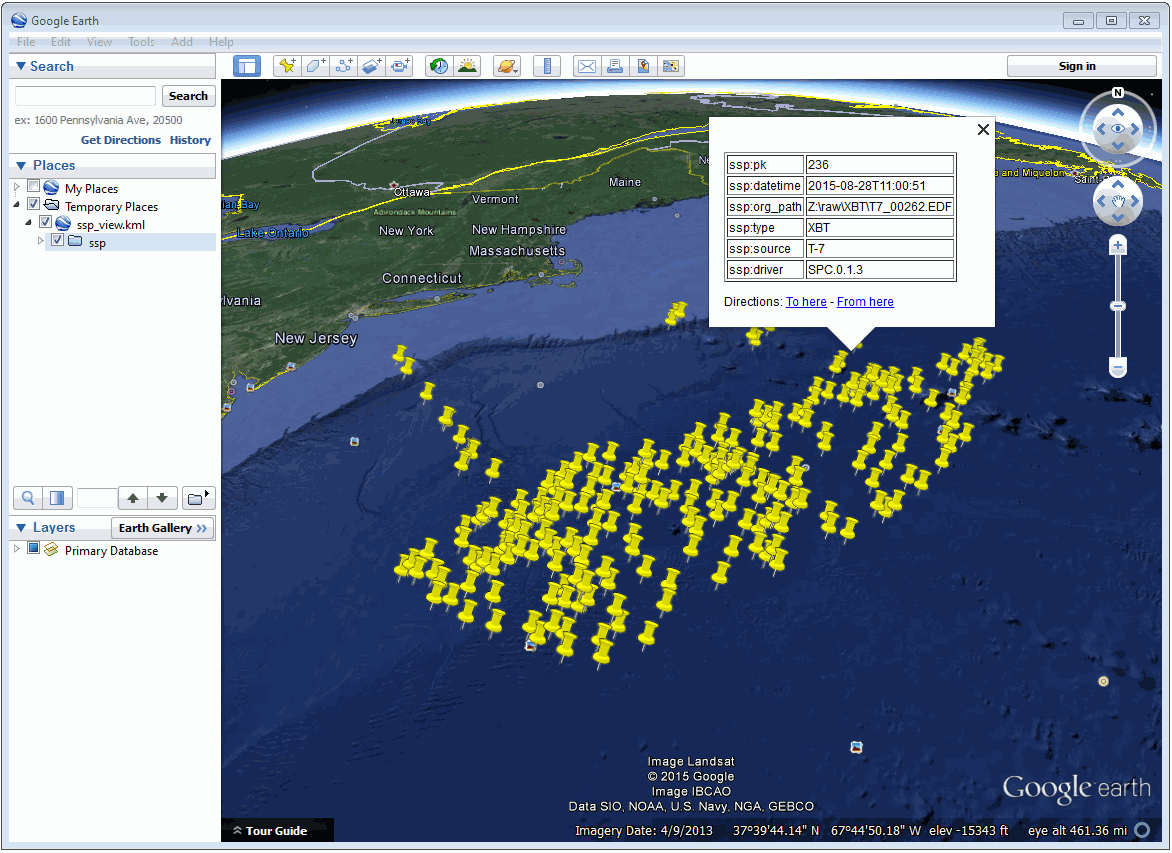 Google Earth
File Edit View Tools Add Help
Search
Search
ex: 1600 Pennsylvania Ave, 20500
Get Directions History
Places
My Places
Temporary Places
ssp_view.kml
ssp
Layers
Earth Gallery >>
Primary Database
Sign in
N
Ottawa
Adirondack Mountains
Lake Ontario
Vermont
Maine
New York
New Hampshire
Massachusetts
Connecticut
lvania
New Jersey
Ne
e and Miquelon
Saint-
ssp:pk 236
ssp:datetime 2015-08-28T11:00:51
ssp:org_path Z:\raw\XBT\T7_00262.EDF
ssp:type XBT
ssp:source T-7
ssp:driver SPC.0.1.3
Directions: To here - From here
Image Landsat
© 2015 Google
Image IBCAO
Data SIO, NOAA, U.S. Navy, NGA, GEBCO
Google earth
Tour Guide
Imagery Date: 4/9/2013 37°39'44.14" N 67°44'50.18" W elev -15343 ft eye alt 461.36 mi